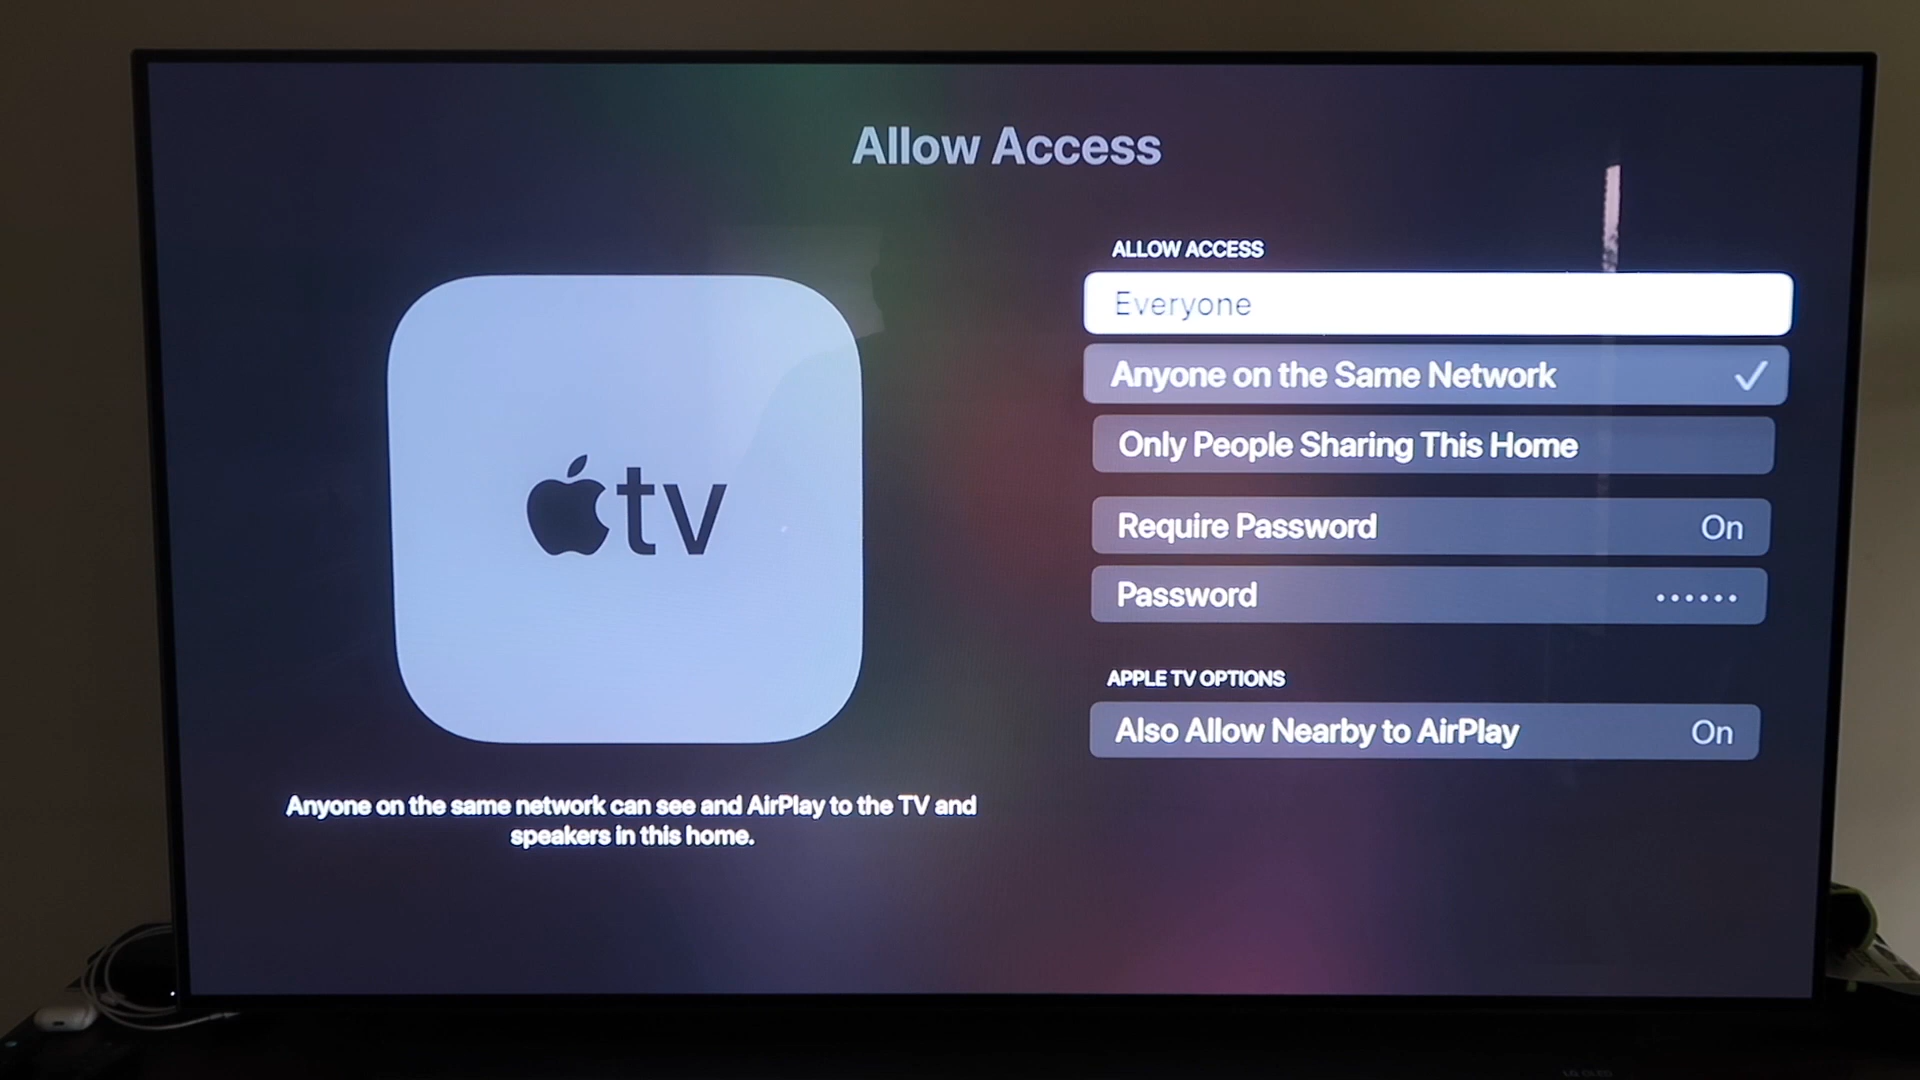 Allow Access
ALLOW ACCESS
Everyone
Anyone on the Same Network
Only People Sharing This Home
Require Password On
Password ••••••
APPLE TV OPTIONS
Also Allow Nearby to AirPlay On
tv
Anyone on the same network can see and AirPlay to the TV and
speakers in this home.